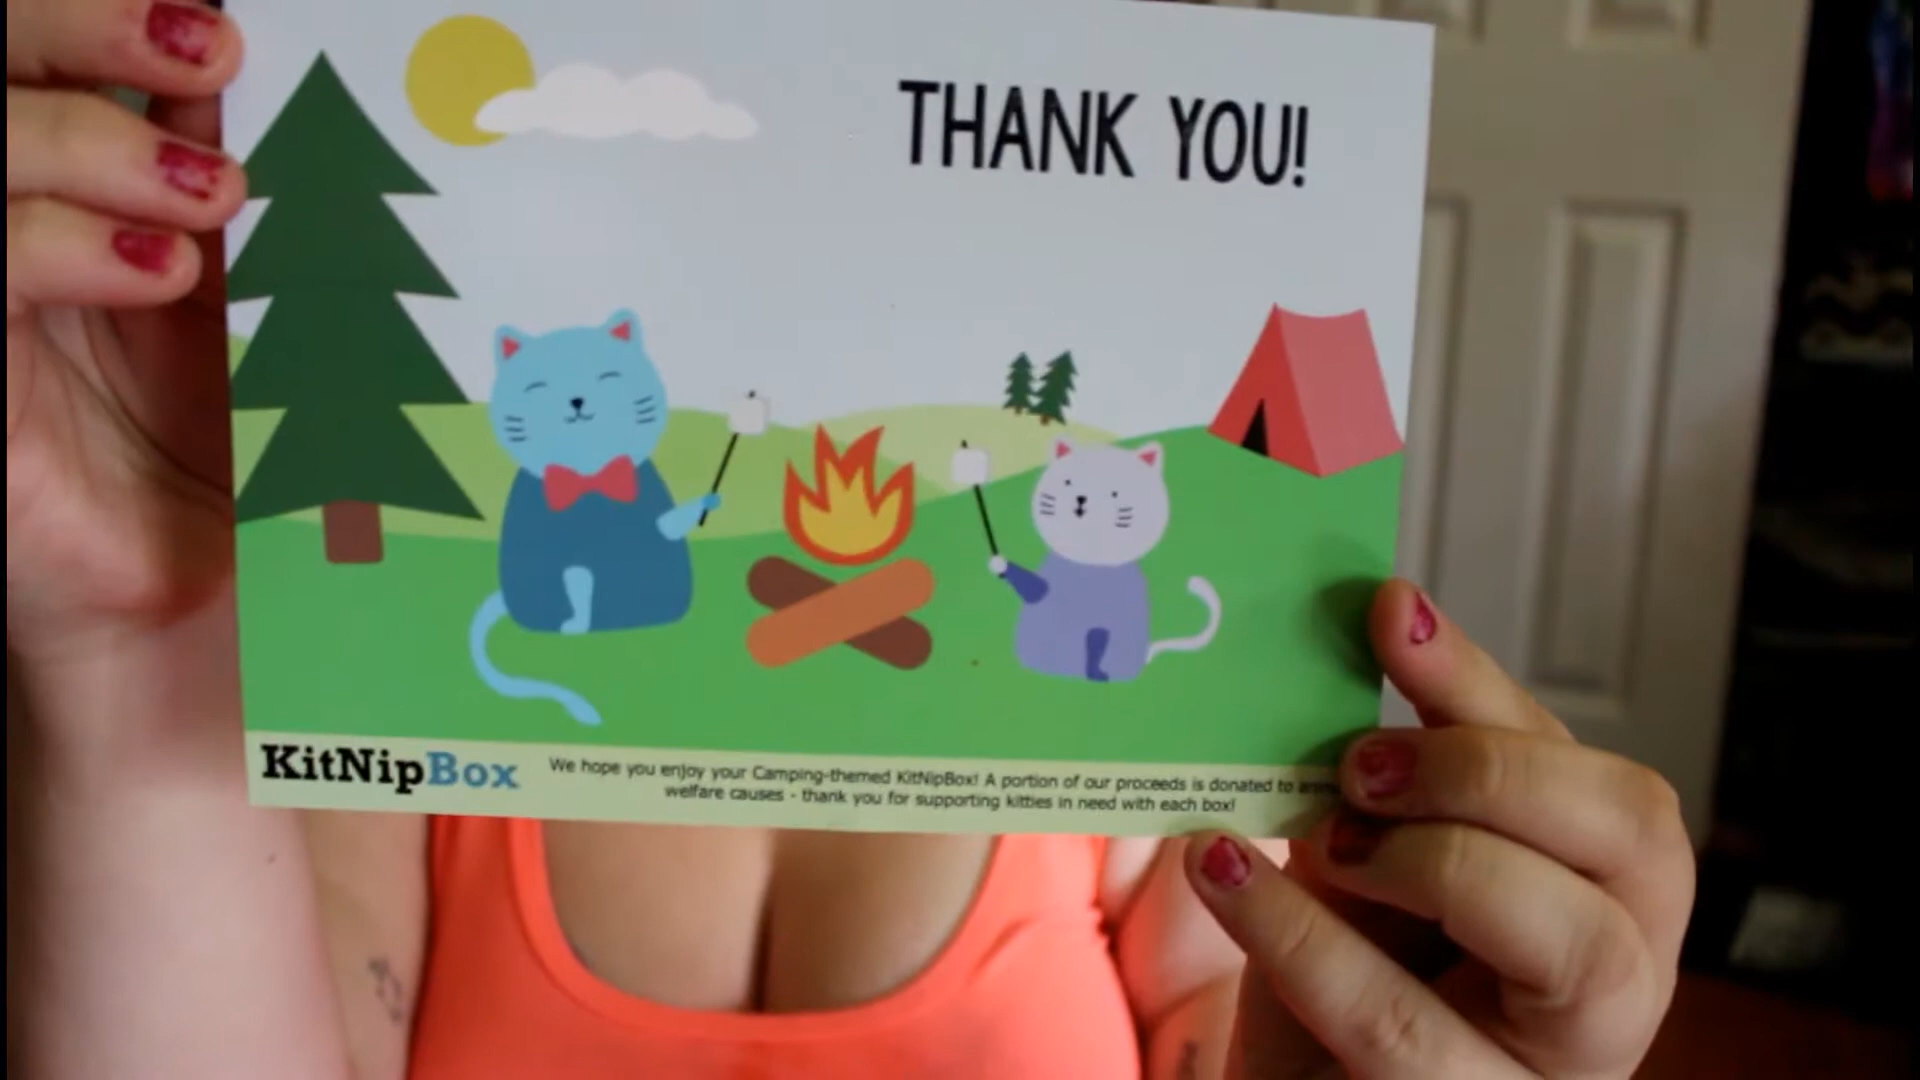 THANK YOU!
KitNipBox
We hope you enjoy your Camping-themed KitNipBox! A portion of our proceeds is donated to
welfare causes - thank you for supporting kitties in need with each box!